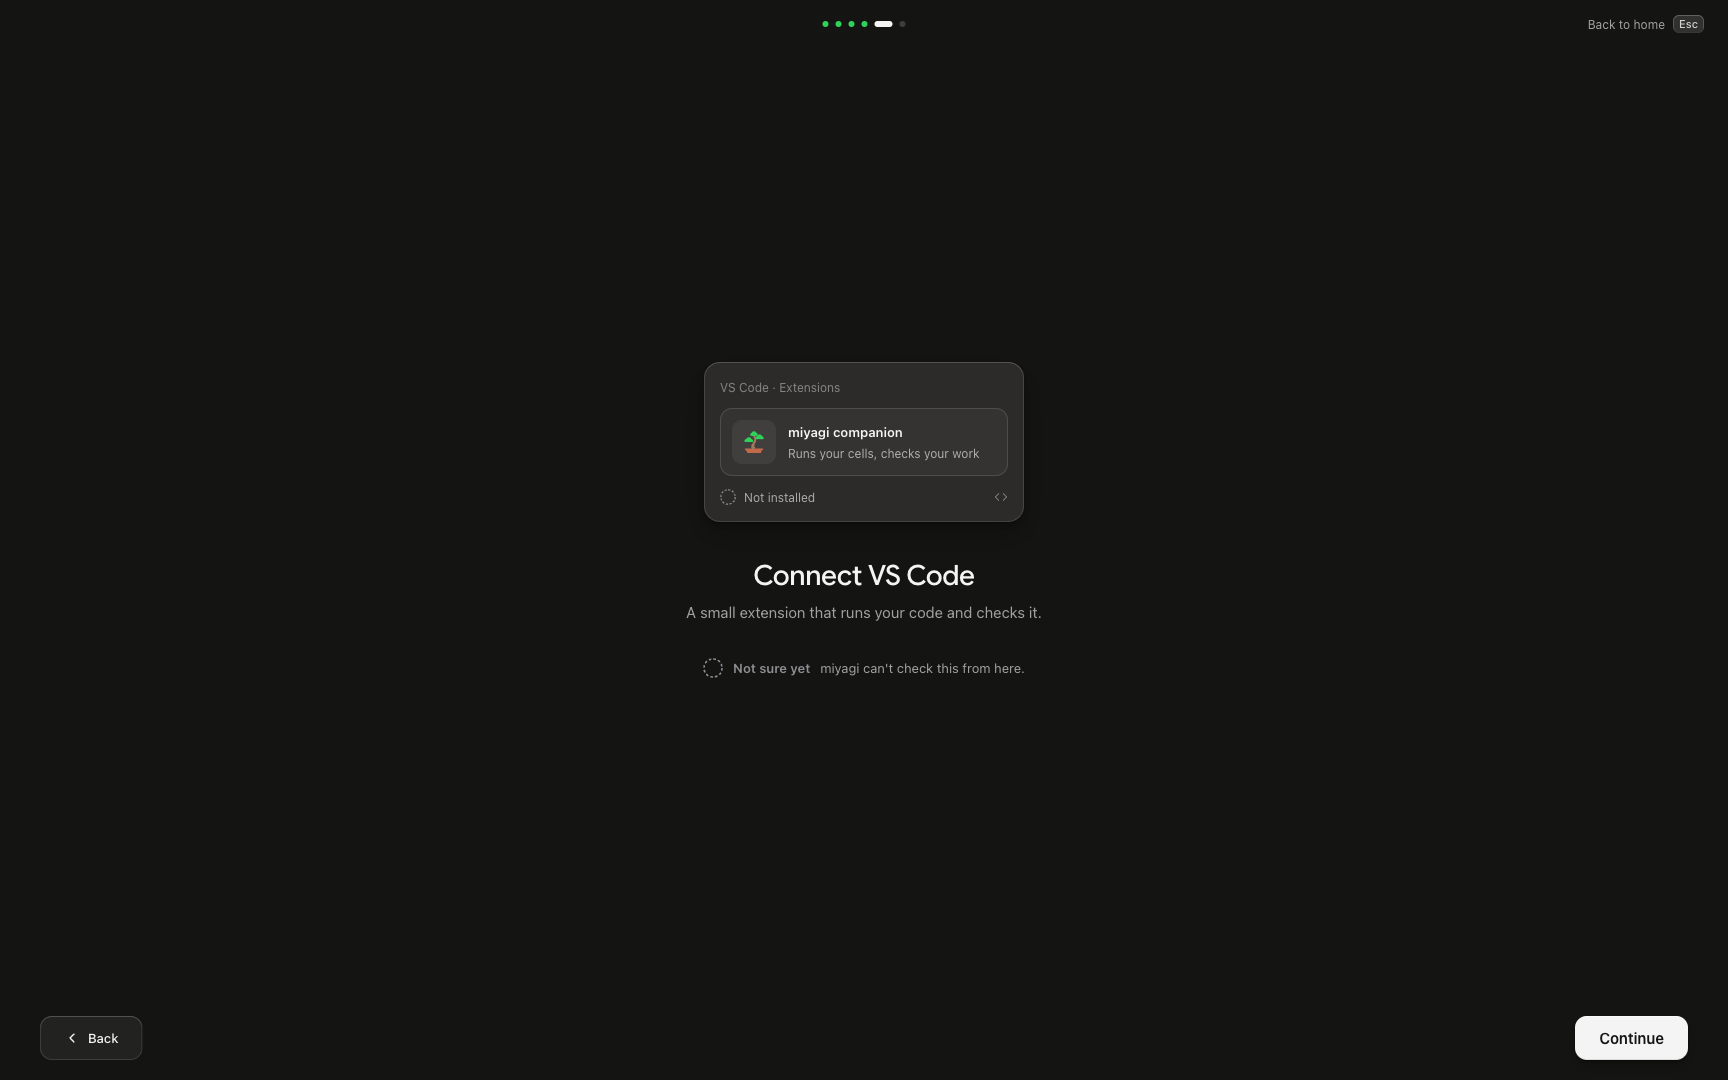 Back to home Esc
VS Code · Extensions
miyagi companion
Runs your cells, checks your work
Not installed
Connect VS Code
A small extension that runs your code and checks it.
Not sure yet miyagi can't check this from here.
Back
Continue